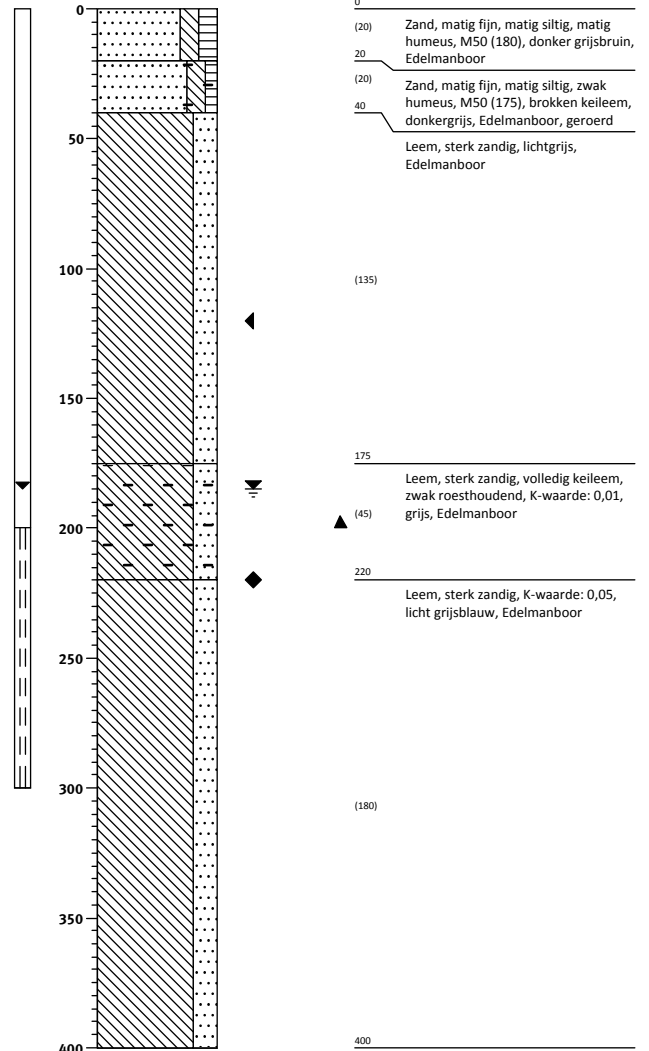 0
50
100
150
200
250
300
350
400
0
(20)
Zand, matig fijn, matig siltig, matig
humeus, M50 (180), donker grijsbruin,
Edelmanboor
20
(20)
Zand, matig fijn, matig siltig, zwak
humeus, M50 (175), brokken keileem,
donkergrijs, Edelmanboor, geroerd
40
Leem, sterk zandig, lichtgrijs,
Edelmanboor
(135)
175
Leem, sterk zandig, volledig keileem,
zwak roesthoudend, K-waarde: 0,01,
grijs, Edelmanboor
(45)
220
Leem, sterk zandig, K-waarde: 0,05,
licht grijsblauw, Edelmanboor
(180)
400